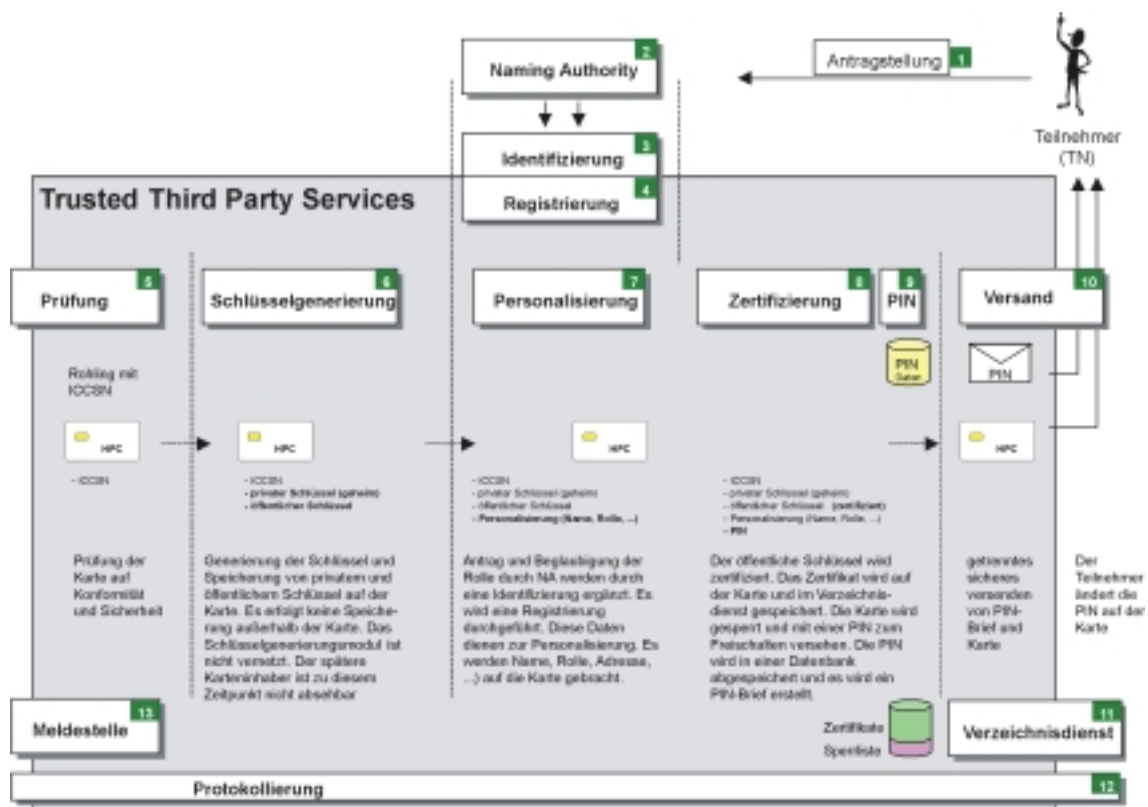 Antragstellung 1
Teilnehmer
(TN)
Naming Authority 2
Identifizierung 3
Registrierung 4
Trusted Third Party Services
Prüfung 5
Schlüsselgenerierung 6
Personalisierung 7
Zertifizierung 8
PIN 9
Versand 10
Rohling mit
ICCSN
PIN
Daten
PIN
HPC
HPC
HPC
HPC
- ICCSN
- ICCSN
- privater Schlüssel (geheim)
- öffentlicher Schlüssel
- ICCSN
- privater Schlüssel (geheim)
- öffentlicher Schlüssel
- Personalisierung (Name, Rolle, ...)
- ICCSN
- privater Schlüssel (geheim)
- öffentlicher Schlüssel (zertifiziert)
- Personalisierung (Name, Rolle, ...)
- PIN
Prüfung der
Karte auf
Konformität
und Sicherheit
Generierung der Schlüssel und
Speicherung von privatem und
öffentlichem Schlüssel auf der
Karte. Es erfolgt keine Speiche-
rung außerhalb der Karte. Das
Schlüsselgenerierungsmodul ist
nicht vernetzt. Der spätere
Karteninhaber ist zu diesem
Zeitpunkt nicht absehbar
Antrag und Beglaubigung der
Rolle durch NA werden durch
eine Identifizierung ergänzt. Es
wird eine Registrierung
durchgeführt. Diese Daten
dienen zur Personalisierung. Es
werden Name, Rolle, Adresse,
...) auf die Karte gebracht.
Der öffentliche Schlüssel wird
zertifiziert. Das Zertifikat wird auf
der Karte und im Verzeichnis-
dienst gespeichert. Die Karte wird
gesperrt und mit einer PIN zum
Freischalten versehen. Die PIN
wird in einer Datenbank
abgespeichert und es wird ein
PIN-Brief erstellt.
getrenntes
sicheres
versenden
von PIN-
Brief und
Karte
Der
Teilnehmer
ändert die
PIN auf der
Karte
Meldestelle 13
Zertifikate
Sperrliste
Verzeichnisdienst 11
Protokollierung 12